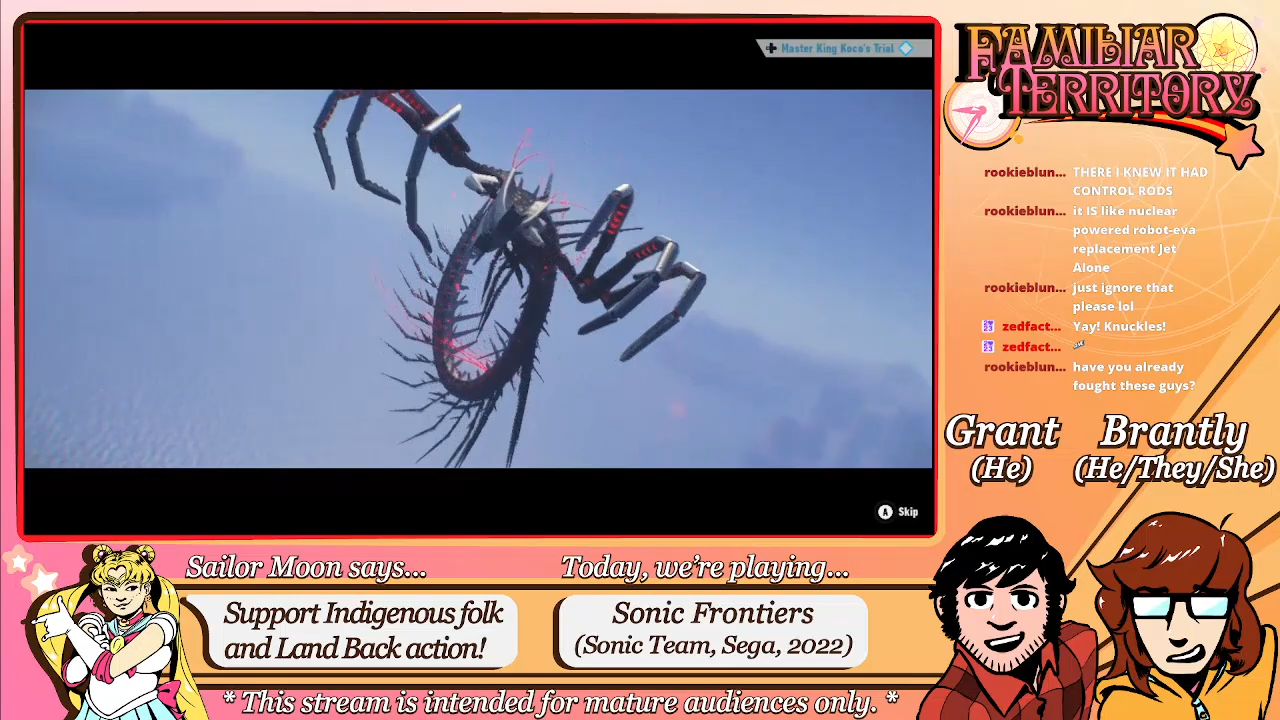 Master King Koco's Trial
Skip
FAMILIAR
TERRITORY
rookieblun... THERE I KNEW IT HAD
CONTROL RODS
rookieblun... it IS like nuclear
powered robot-eva
replacement Jet
Alone
rookieblun... just ignore that
please lol
zedfact... Yay! Knuckles!
zedfact...
rookieblun... have you already
fought these guys?
Grant
(He)
Brantly
(He/They/She)
Sailor Moon says...
Support Indigenous folk
and Land Back action!
Today, we're playing...
Sonic Frontiers
(Sonic Team, Sega, 2022)
* This stream is intended for mature audiences only. *